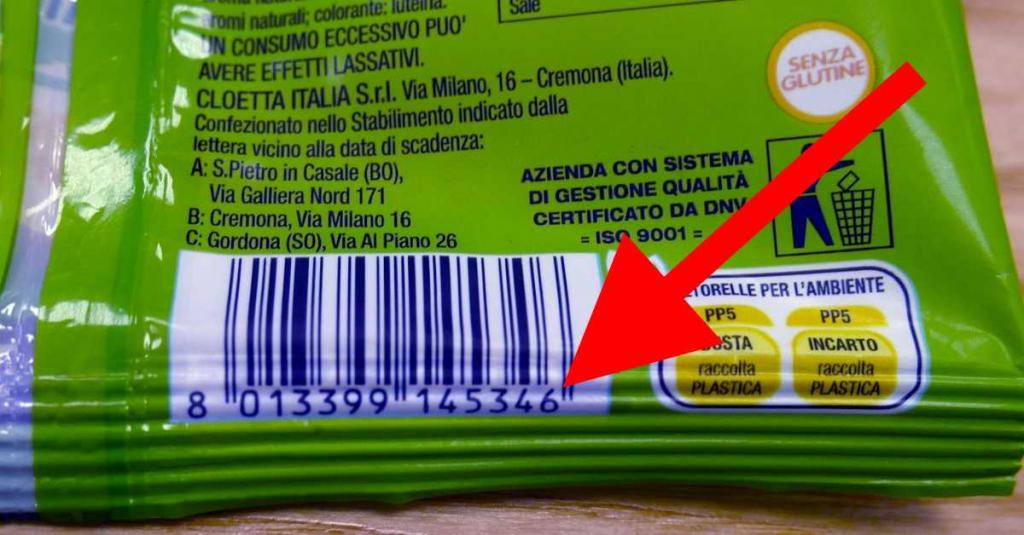 aromi naturali; colorante: luteina.
UN CONSUMO ECCESSIVO PUO'
AVERE EFFETTI LASSATIVI.
CLOETTA ITALIA S.r.l. Via Milano, 16 – Cremona (Italia).
Confezionato nello Stabilimento indicato dalla
lettera vicino alla data di scadenza:
A: S.Pietro in Casale (BO),
Via Galliera Nord 171
B: Cremona, Via Milano 16
C: Gordona (SO), Via Al Piano 26
Sale
SENZA
GLUTINE
AZIENDA CON SISTEMA
DI GESTIONE QUALITÀ
CERTIFICATO DA DNV
= ISO 9001 =
8 013399 145346
PER L'AMBIENTE
PP5
raccolta
PLASTICA
PP5
INCARTO
raccolta
PLASTICA